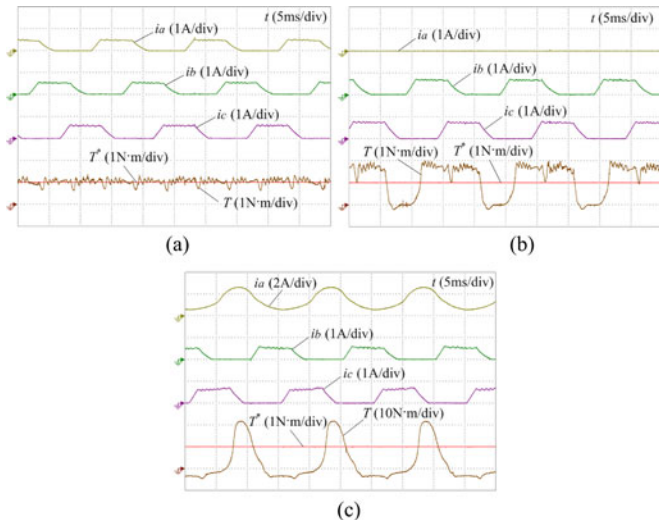 t (5ms/div)
ia (1A/div)
ib (1A/div)
ic (1A/div)
T* (1N·m/div)
T (1N·m/div)
(a)
t (5ms/div)
ia (1A/div)
ib (1A/div)
ic (1A/div)
T (1N·m/div) T* (1N·m/div)
(b)
ia (2A/div) t (5ms/div)
ib (1A/div)
ic (1A/div)
T* (1N·m/div) T (10N·m/div)
(c)